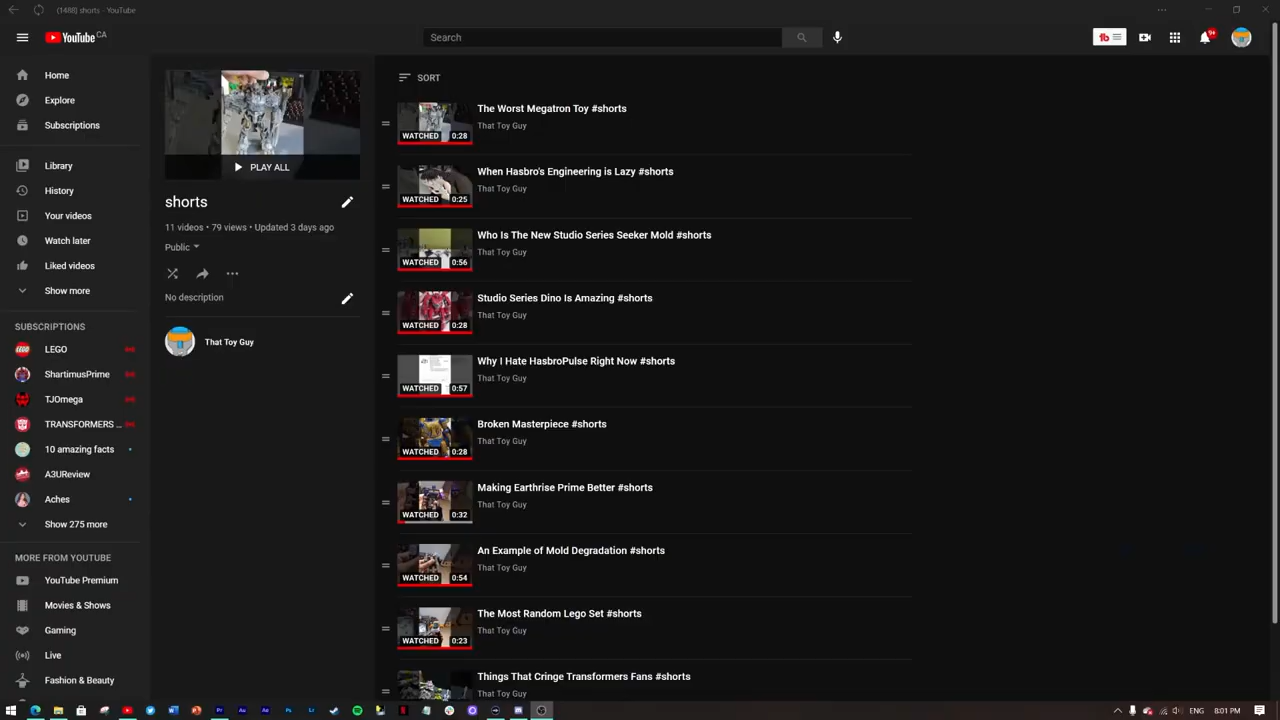 (1488) shorts - YouTube
YouTube CA
Search
9+
Home
Explore
Subscriptions
Library
History
Your videos
Watch later
Liked videos
Show more
SUBSCRIPTIONS
LEGO
ShartimusPrime
TJOmega
TRANSFORMERS ...
10 amazing facts
A3UReview
Aches
Show 275 more
MORE FROM YOUTUBE
YouTube Premium
Movies & Shows
Gaming
Live
Fashion & Beauty
PLAY ALL
shorts
11 videos • 79 views • Updated 3 days ago
Public
No description
That Toy Guy
SORT
WATCHED 0:28
The Worst Megatron Toy #shorts
That Toy Guy
WATCHED 0:25
When Hasbro's Engineering is Lazy #shorts
That Toy Guy
WATCHED 0:56
Who Is The New Studio Series Seeker Mold #shorts
That Toy Guy
WATCHED 0:28
Studio Series Dino Is Amazing #shorts
That Toy Guy
WATCHED 0:57
Why I Hate HasbroPulse Right Now #shorts
That Toy Guy
WATCHED 0:28
Broken Masterpiece #shorts
That Toy Guy
WATCHED 0:32
Making Earthrise Prime Better #shorts
That Toy Guy
WATCHED 0:54
An Example of Mold Degradation #shorts
That Toy Guy
WATCHED 0:23
The Most Random Lego Set #shorts
That Toy Guy
Things That Cringe Transformers Fans #shorts
That Toy Guy
ENG 8:01 PM